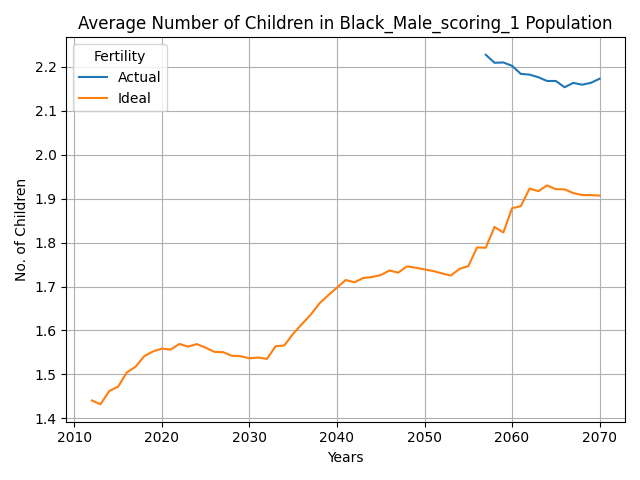 Average Number of Children in Black_Male_scoring_1 Population
Fertility
Actual
Ideal
No. of Children
2.2
2.1
2.0
1.9
1.8
1.7
1.6
1.5
1.4
2010 2020 2030 2040 2050 2060 2070
Years